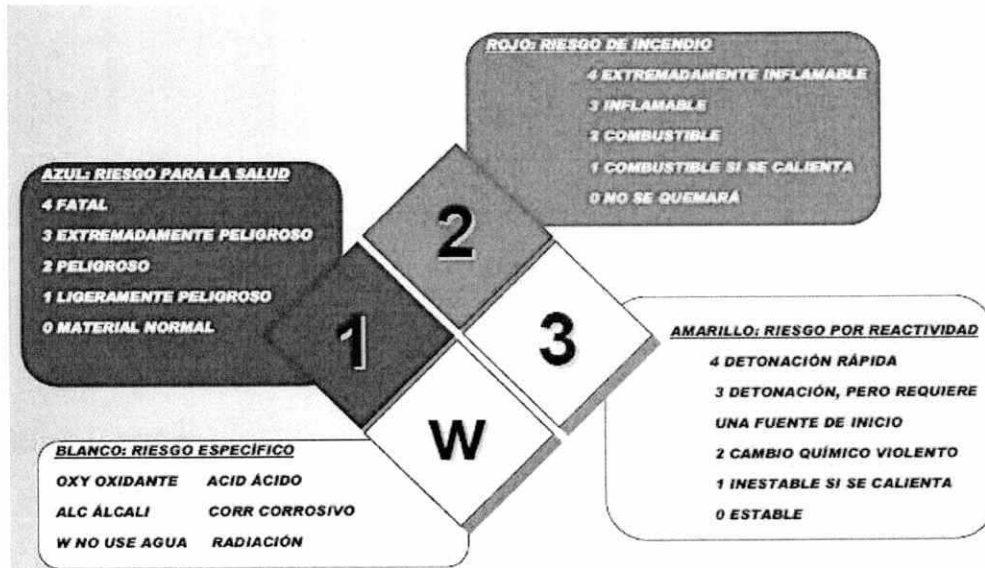 ROJO: RIESGO DE INCENDIO
4 EXTREMADAMENTE INFLAMABLE
3 INFLAMABLE
2 COMBUSTIBLE
1 COMBUSTIBLE SI SE CALIENTA
0 NO SE QUEMARÁ
AZUL: RIESGO PARA LA SALUD
4 FATAL
3 EXTREMADAMENTE PELIGROSO
2 PELIGROSO
1 LIGERAMENTE PELIGROSO
0 MATERIAL NORMAL
2
1
3
W
AMARILLO: RIESGO POR REACTIVIDAD
4 DETONACIÓN RÁPIDA
3 DETONACIÓN, PERO REQUIERE
UNA FUENTE DE INICIO
2 CAMBIO QUÍMICO VIOLENTO
1 INESTABLE SI SE CALIENTA
0 ESTABLE
BLANCO: RIESGO ESPECÍFICO
OXY OXIDANTE ACID ÁCIDO
ALC ÁLCALI CORR CORROSIVO
W NO USE AGUA RADIACIÓN